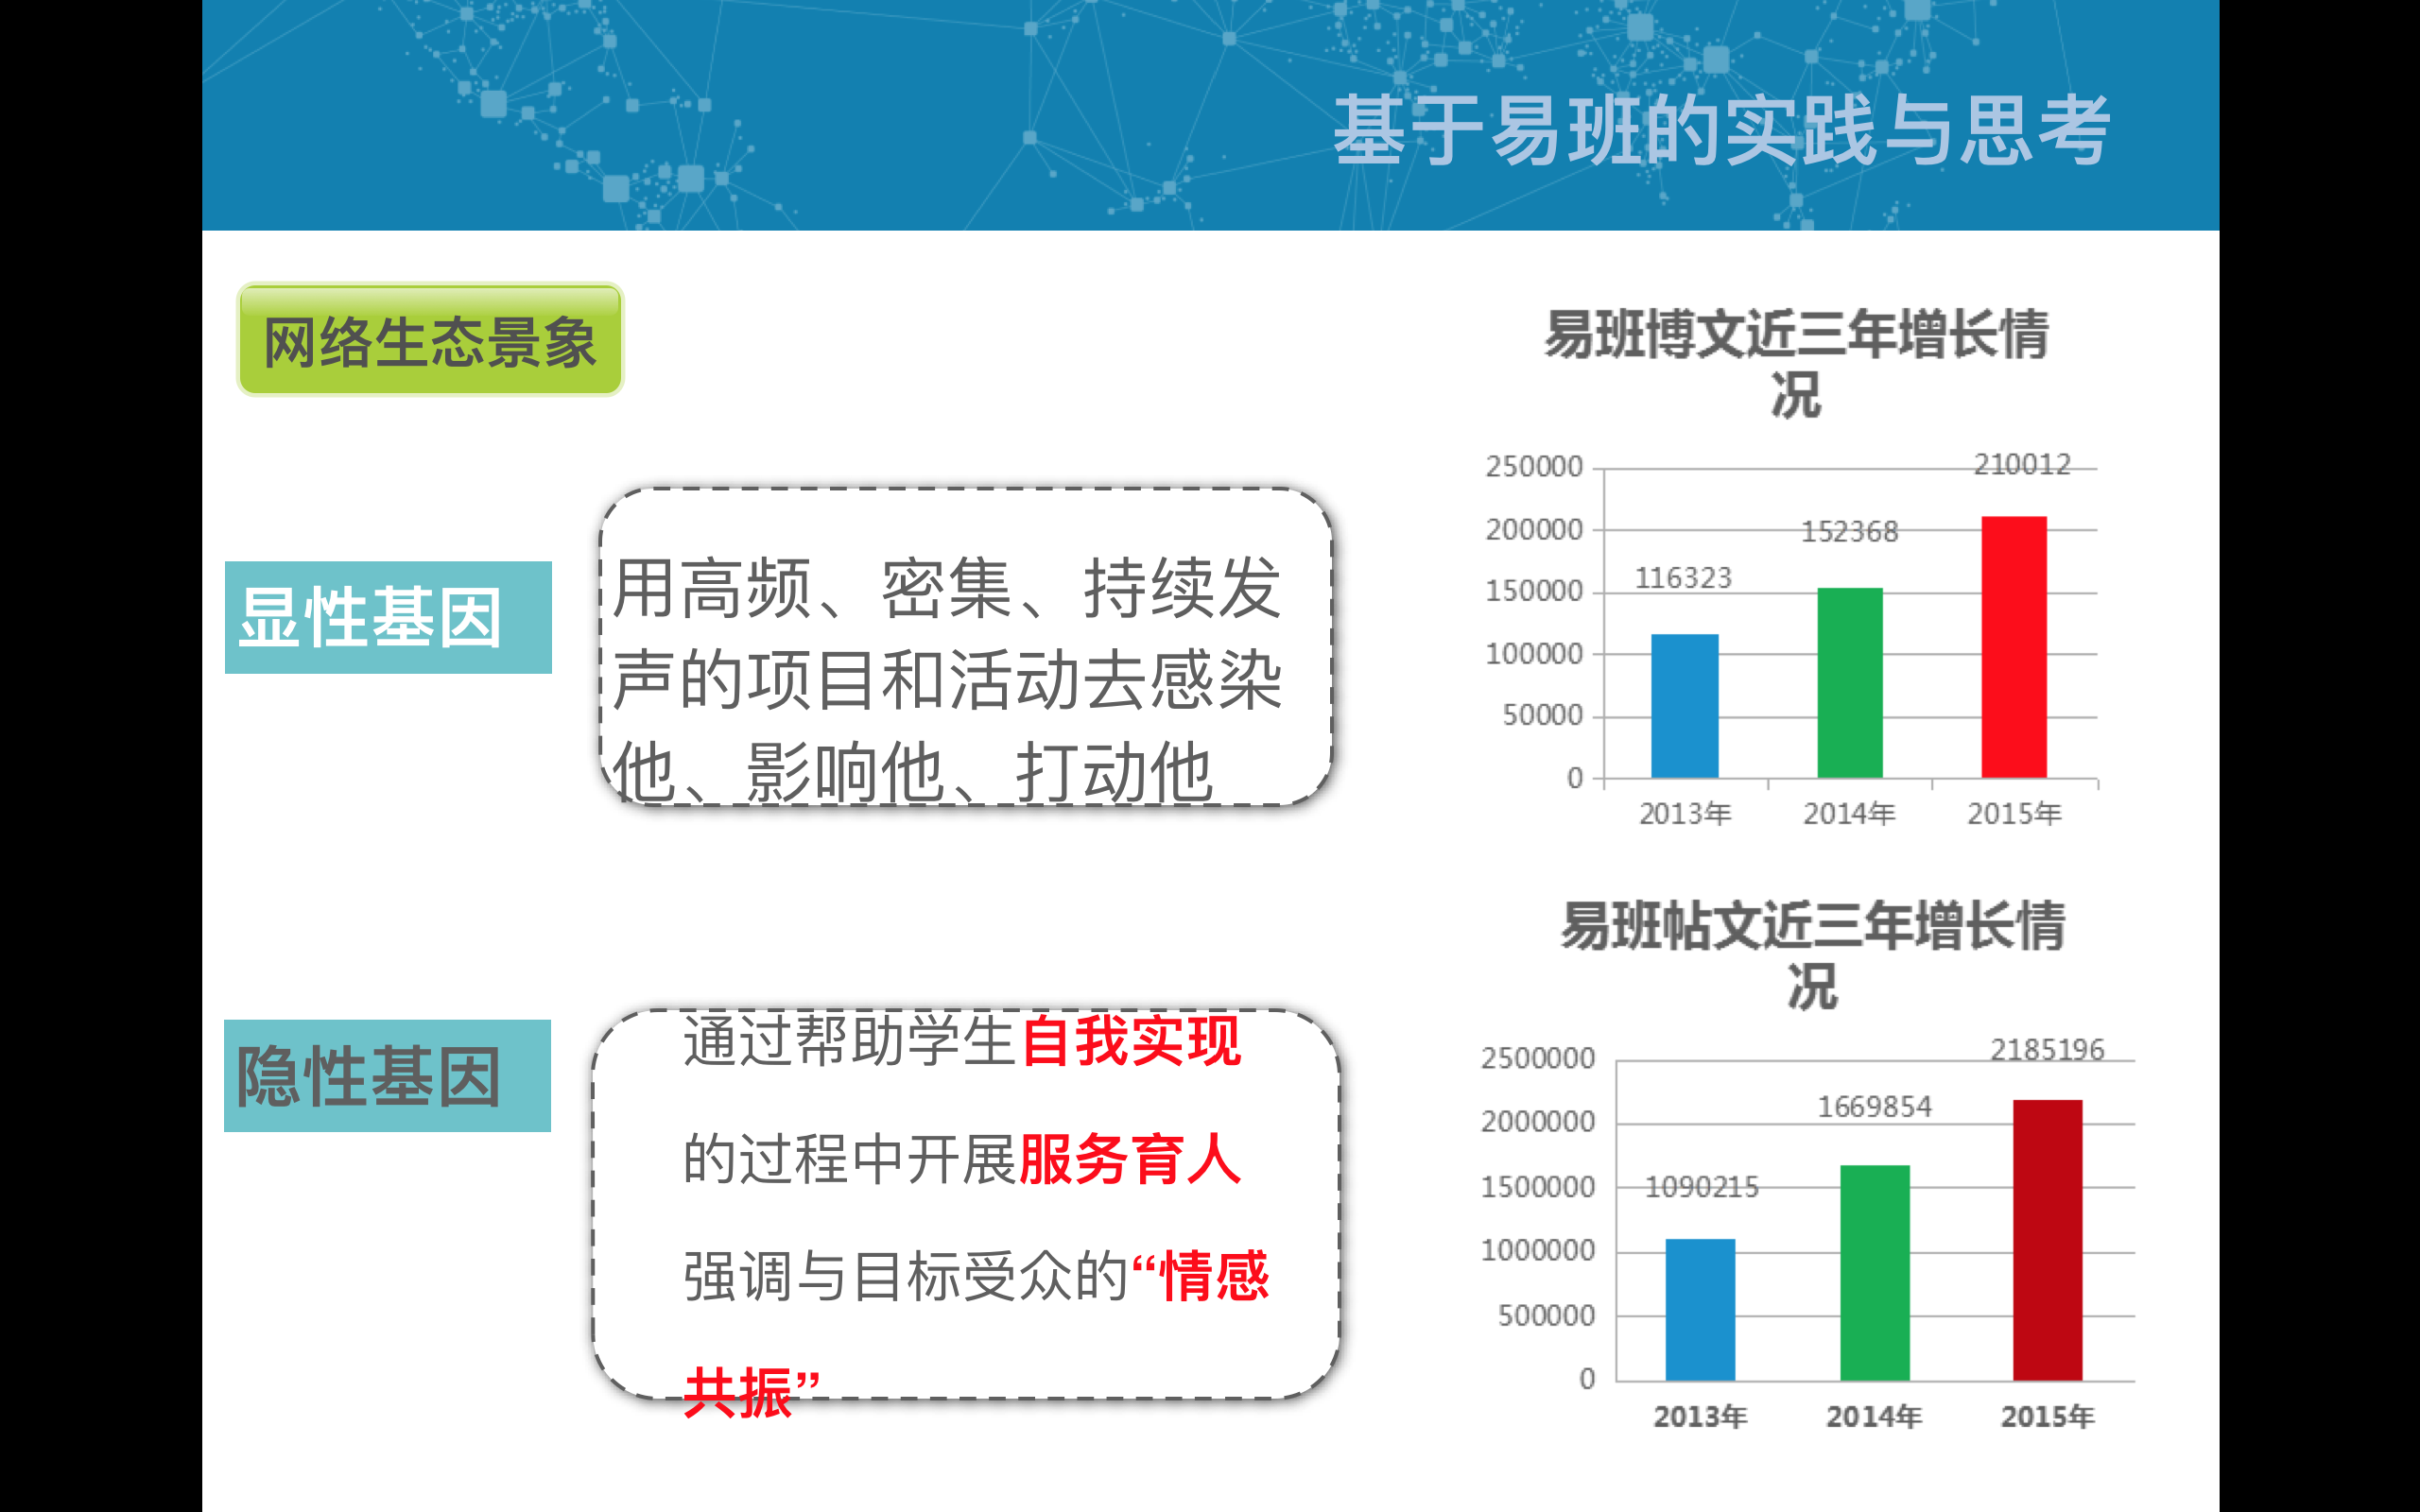 基于易班的实践与思考
网络生态景象
显性基因
用高频、密集、持续发
声的项目和活动去感染
他、影响他、打动他
隐性基因
通过帮助学生自我实现
的过程中开展服务育人
强调与目标受众的“情感
共振”
易班博文近三年增长情
况
250000
200000
150000
100000
50000
0
116323
152368
210012
2013年
2014年
2015年
易班帖文近三年增长情
况
2500000
2000000
1500000
1000000
500000
0
1090215
1669854
2185196
2013年
2014年
2015年